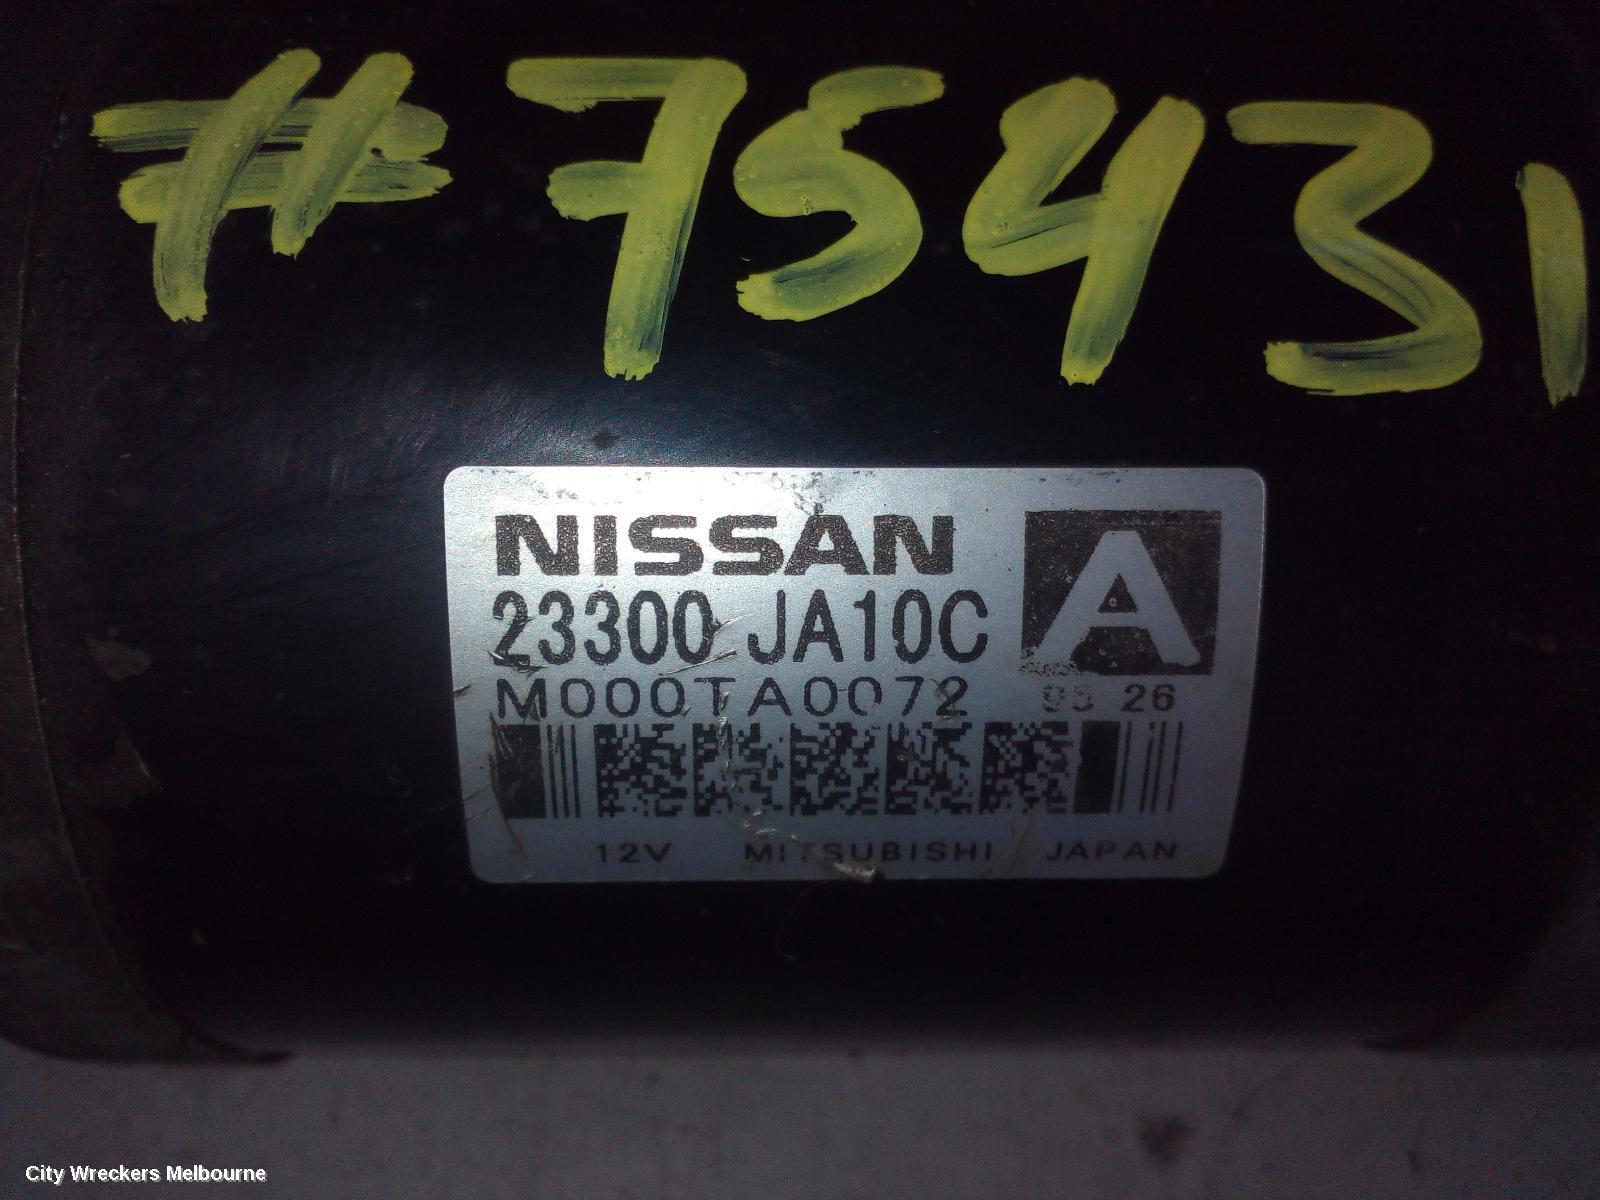 #75431
NISSAN
A
23300 JA10C
M000TA0072
26
12V MITSUBISHI JAPAN
City Wreckers Melbourne